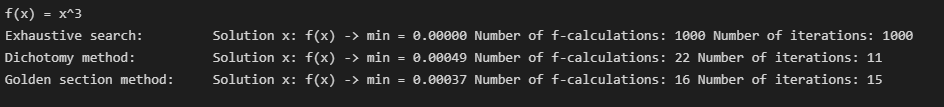 f(x) = x^3
Exhaustive search: Solution x: f(x) -> min = 0.00000 Number of f-calculations: 1000 Number of iterations: 1000
Dichotomy method: Solution x: f(x) -> min = 0.00049 Number of f-calculations: 22 Number of iterations: 11
Golden section method: Solution x: f(x) -> min = 0.00037 Number of f-calculations: 16 Number of iterations: 15